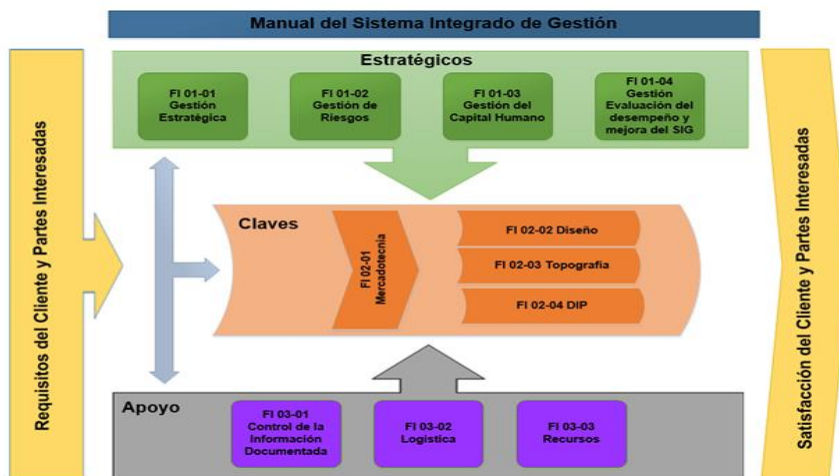 Manual del Sistema Integrado de Gestión
Requisitos del Cliente y Partes Interesadas
Estratégicos
FI 01-01
Gestión
Estratégica
FI 01-02
Gestión de
Riesgos
FI 01-03
Gestión del
Capital Humano
FI 01-04
Gestión
Evaluación del
desempeño y
mejora del SIG
Claves
FI 02-01
Mercadotecnia
FI 02-02 Diseño
FI 02-03 Topografía
FI 02-04 DIP
Apoyo
FI 03-01
Control de la
Información
Documentada
FI 03-02
Logistica
FI 03-03
Recursos
Satisfacción del Cliente y Partes Interesadas